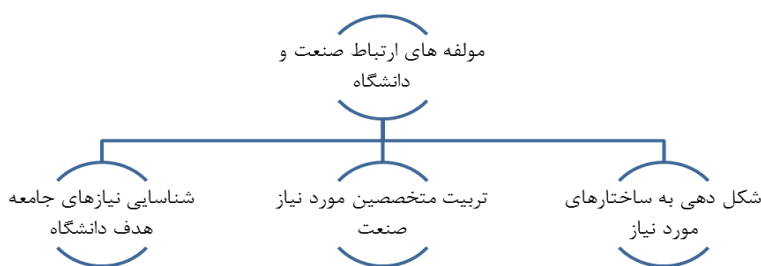 مولفه های ارتباط صنعت و
دانشگاه
شکل دهی به ساختارهای
مورد نیاز
تربیت متخصصین مورد نیاز
صنعت
شناسایی نیازهای جامعه
هدف دانشگاه